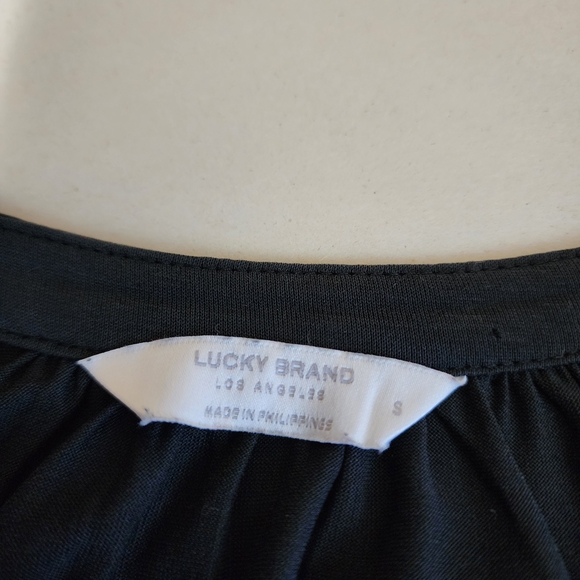 LUCKY BRAND
LOS ANGELES
S
MADE IN PHILIPPINES